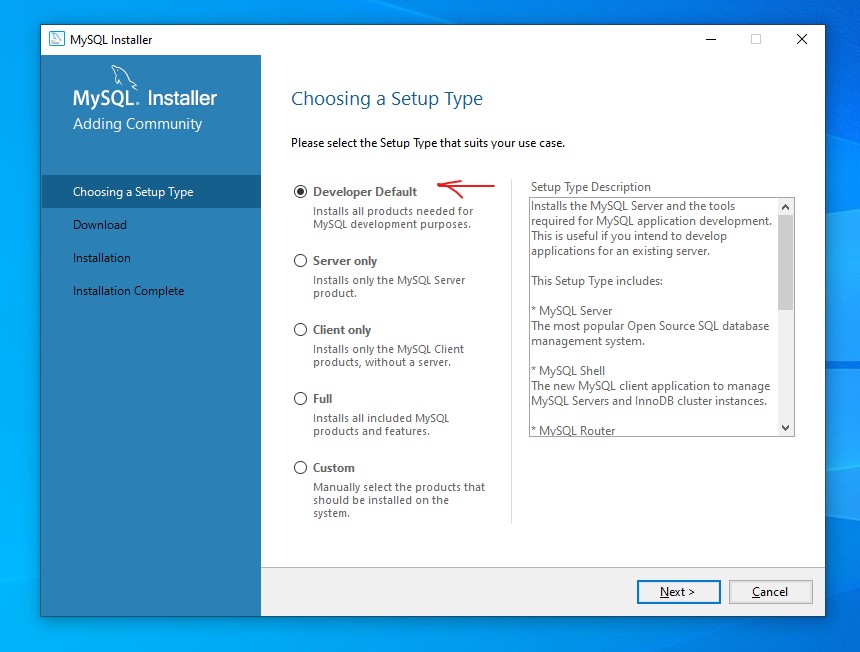 MySQL Installer
MySQL. Installer
Adding Community
Choosing a Setup Type
Download
Installation
Installation Complete
Choosing a Setup Type
Please select the Setup Type that suits your use case.
Developer Default
Installs all products needed for
MySQL development purposes.
Server only
Installs only the MySQL Server
product.
Client only
Installs only the MySQL Client
products, without a server.
Full
Installs all included MySQL
products and features.
Custom
Manually select the products that
should be installed on the
system.
Setup Type Description
Installs the MySQL Server and the tools
required for MySQL application development.
This is useful if you intend to develop
applications for an existing server.
This Setup Type includes:
* MySQL Server
The most popular Open Source SQL database
management system.
* MySQL Shell
The new MySQL client application to manage
MySQL Servers and InnoDB cluster instances.
* MySQL Router
Next >
Cancel